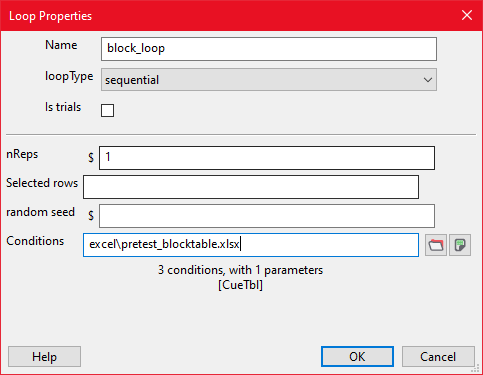 Loop Properties
Name block_loop
loopType sequential
Is trials
nReps $ 1
Selected rows
random seed $
Conditions excel\pretest_blocktable.xlsx
3 conditions, with 1 parameters
[CueTbl]
Help OK Cancel